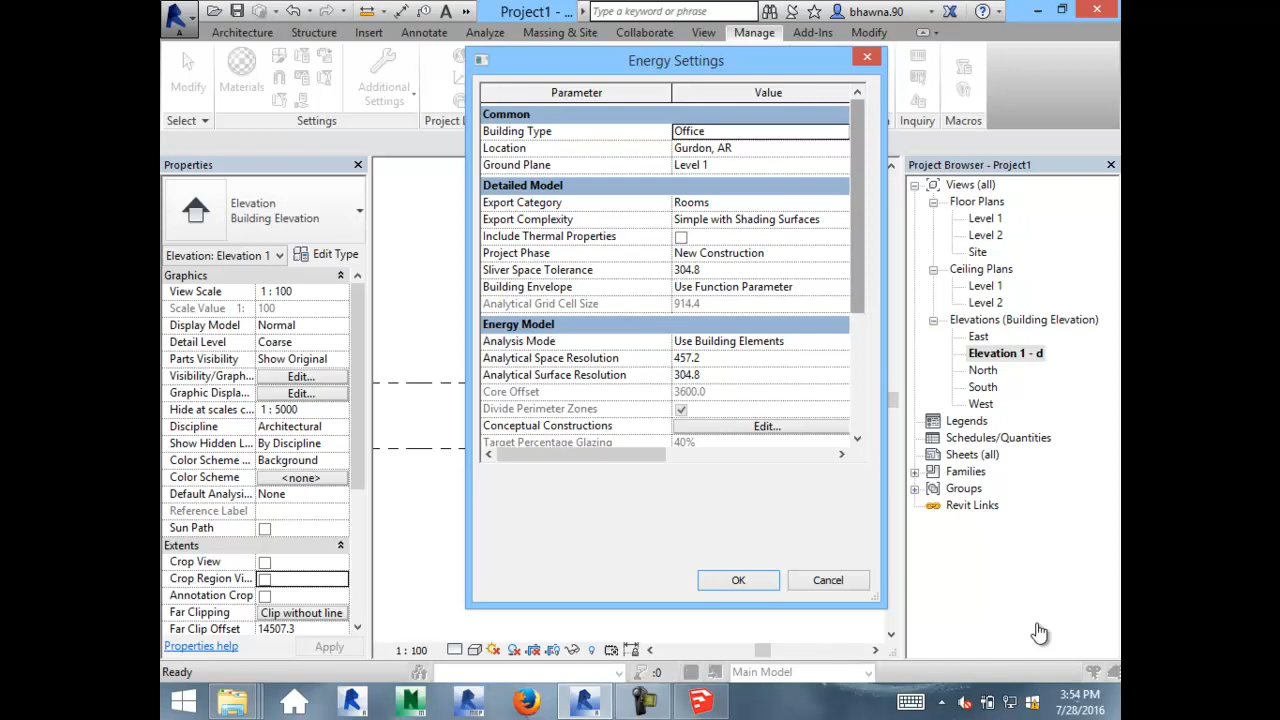 Project1 - ...
Type a keyword or phrase
bhawna.90
Architecture Structure Insert Annotate Analyze Massing & Site Collaborate View Manage Add-Ins Modify
Modify
Materials
Additional
Settings
Select
Settings
Project L
Inquiry
Macros
Energy Settings
Parameter Value
Common
Building Type Office
Location Gurdon, AR
Ground Plane Level 1
Detailed Model
Export Category Rooms
Export Complexity Simple with Shading Surfaces
Include Thermal Properties
Project Phase New Construction
Sliver Space Tolerance 304.8
Building Envelope Use Function Parameter
Analytical Grid Cell Size 914.4
Energy Model
Analysis Mode Use Building Elements
Analytical Space Resolution 457.2
Analytical Surface Resolution 304.8
Core Offset 3600.0
Divide Perimeter Zones
Conceptual Constructions Edit...
Target Percentage Glazing 40%
OK Cancel
Properties
Elevation
Building Elevation
Elevation: Elevation 1 Edit Type
Graphics
View Scale 1 : 100
Scale Value 1: 100
Display Model Normal
Detail Level Coarse
Parts Visibility Show Original
Visibility/Graph... Edit...
Graphic Displa... Edit...
Hide at scales c... 1 : 5000
Discipline Architectural
Show Hidden L... By Discipline
Color Scheme ... Background
Color Scheme <none>
Default Analysi... None
Reference Label
Sun Path
Extents
Crop View
Crop Region Vi...
Annotation Crop
Far Clipping Clip without line
Far Clip Offset 14507.3
Properties help Apply
1 : 100
Project Browser - Project1
Views (all)
Floor Plans
Level 1
Level 2
Site
Ceiling Plans
Level 1
Level 2
Elevations (Building Elevation)
East
Elevation 1 - d
North
South
West
Legends
Schedules/Quantities
Sheets (all)
Families
Groups
Revit Links
Ready
:0
Main Model
3:54 PM
7/28/2016